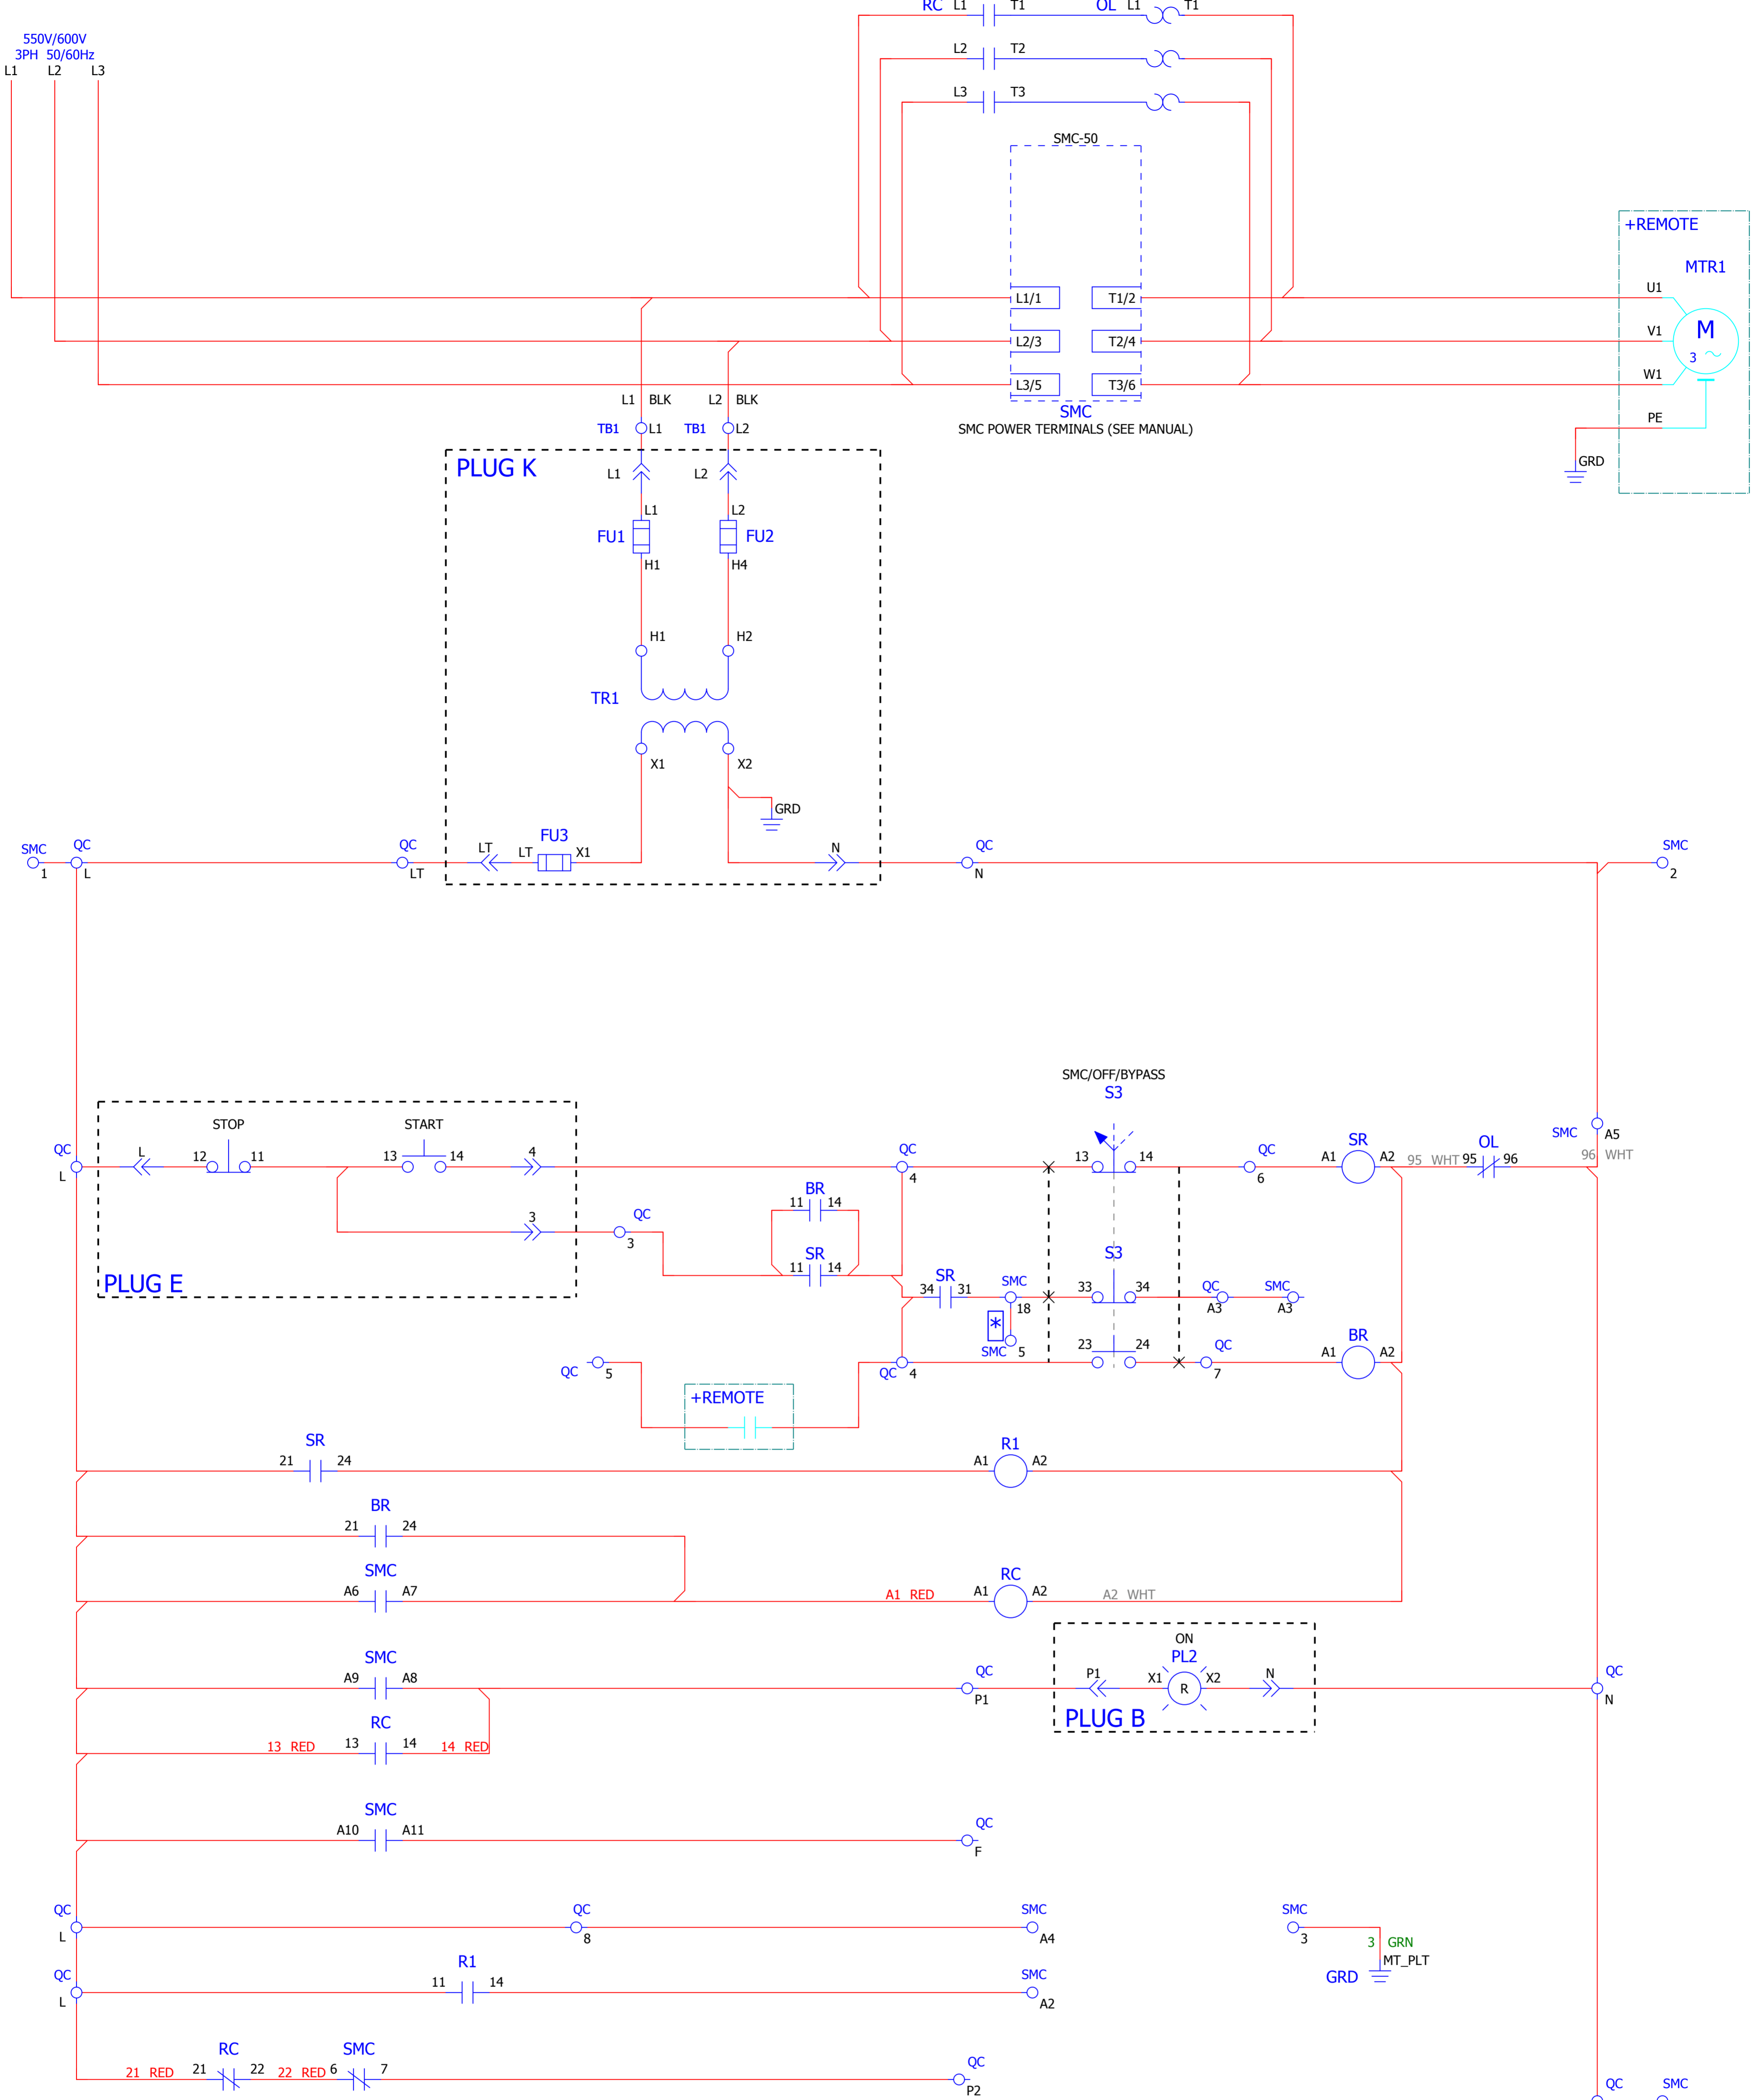 RC L1 T1 OL L1 T1
550V/600V
3PH 50/60Hz
L1 L2 L3
L2 T2
L3 T3
SMC-50
+REMOTE
MTR1
L1/1 T1/2 U1
L2/3 T2/4 V1
M
3
L3/5 T3/6 W1
L1 BLK L2 BLK
SMC
PE
TB1 L1 TB1 L2
SMC POWER TERMINALS (SEE MANUAL)
GRD
PLUG K
L1 L2
L1 L2
FU1 FU2
H1 H4
H1 H2
TR1
X1 X2
GRD
FU3
SMC QC QC LT LT X1 N QC SMC
1 L LT N 2
SMC/OFF/BYPASS
S3
STOP START
SMC A5
QC L 12 11 13 14 4 QC 13 14 QC SR A1 A2 95 WHT 95 OL 96 96 WHT
L 4 6
BR
11 14
3 QC
3
SR
11 14
S3
PLUG E
SR
34 31 SMC 33 34 QC SMC
18 A3 A3
*
SMC 5
23 24 QC BR A1 A2
QC 5 QC 4 7
+REMOTE
SR
21 24
R1
A1 A2
BR
21 24
SMC
A6 A7
A1 RED
RC
A1 A2
A2 WHT
ON
PL2
SMC
A9 A8
QC
P1
P1 X1 R X2 N
QC
N
PLUG B
RC
13 RED 13 14 14 RED
SMC
A10 A11
QC
F
QC QC SMC SMC
L 8 A4 3
3 GRN
MT_PLT
GRD
QC R1 SMC
L 11 14 A2
RC SMC
21 RED 21 22 22 RED 6 7
QC
P2
QC SMC